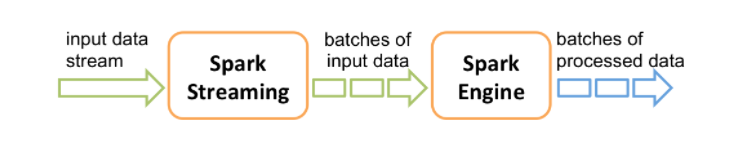 input data
stream
Spark
Streaming
batches of
input data
Spark
Engine
batches of
processed data